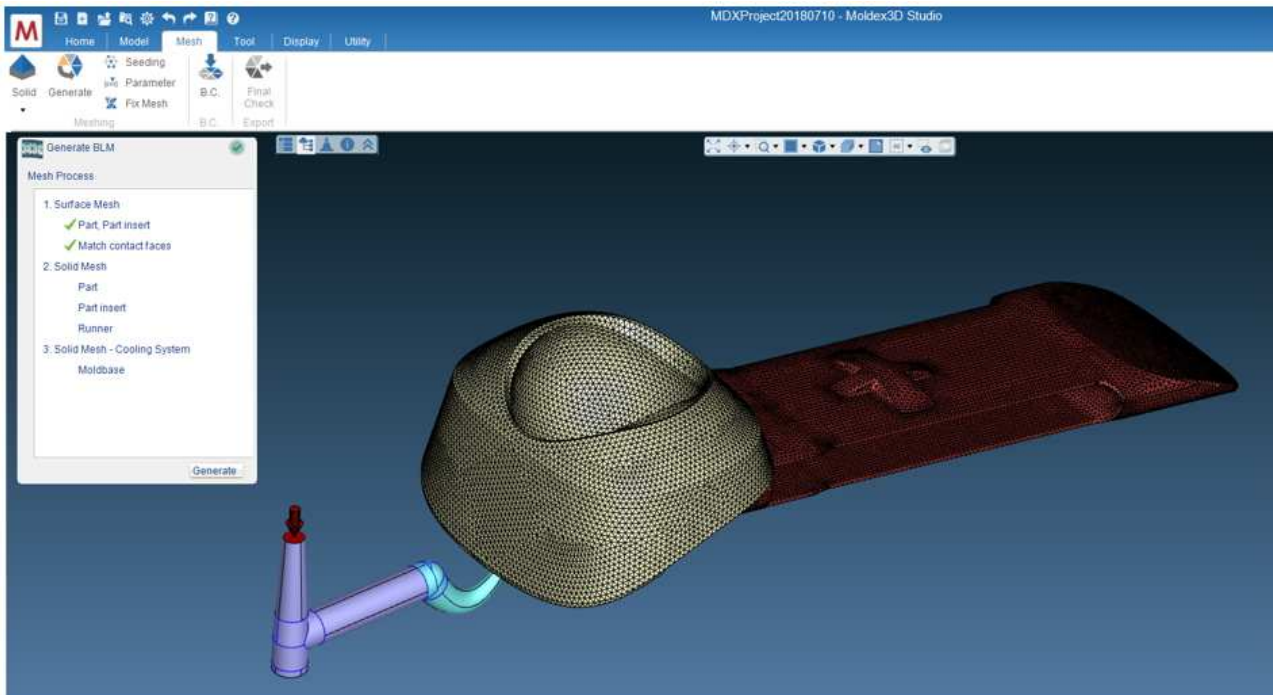 MDXProject20180710 - Moldex3D Studio
M
Home Model Mesh Tool Display Utility
Solid
Generate
Seeding
Parameter
Fix Mesh
B.C.
Final
Check
Meshing B.C. Export
Generate BLM
Mesh Process
1. Surface Mesh
Part, Part insert
Match contact faces
2. Solid Mesh
Part
Part insert
Runner
3. Solid Mesh - Cooling System
Moldbase
Generate